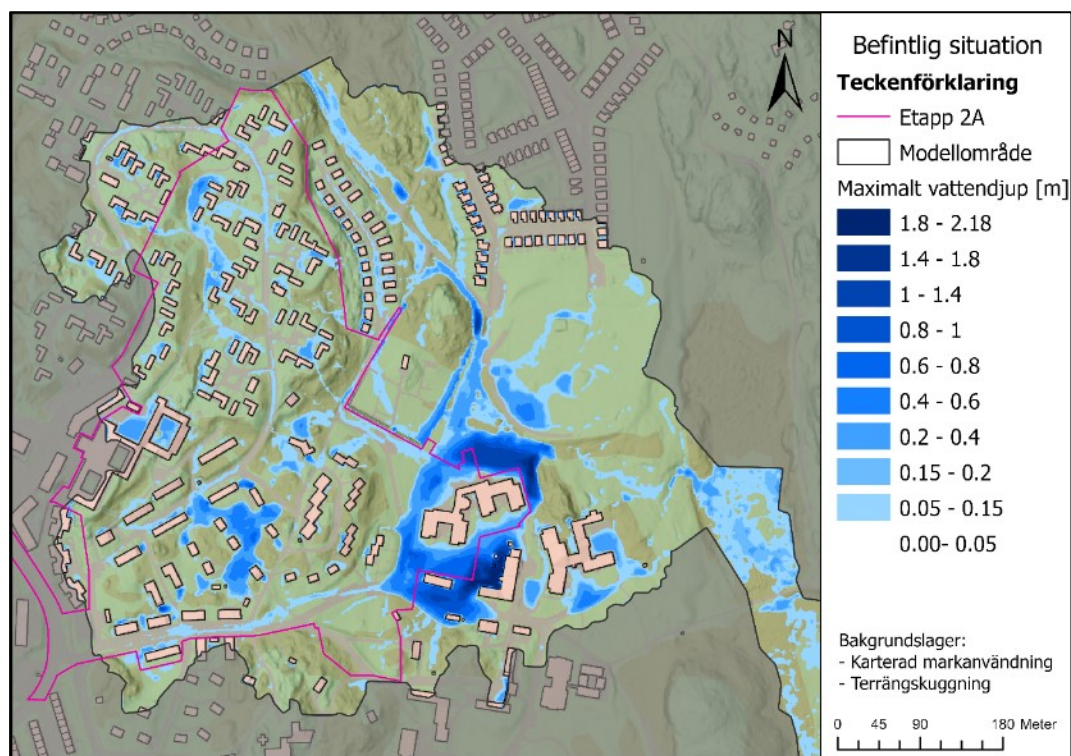 N
Befintlig situation
Teckenförklaring
Etapp 2A
Modellområde
Maximalt vattendjup [m]
1.8 - 2.18
1.4 - 1.8
1 - 1.4
0.8 - 1
0.6 - 0.8
0.4 - 0.6
0.2 - 0.4
0.15 - 0.2
0.05 - 0.15
0.00- 0.05
Bakgrundslager:
- Karterad markanvändning
- Terrängskuggning
0 45 90 180 Meter